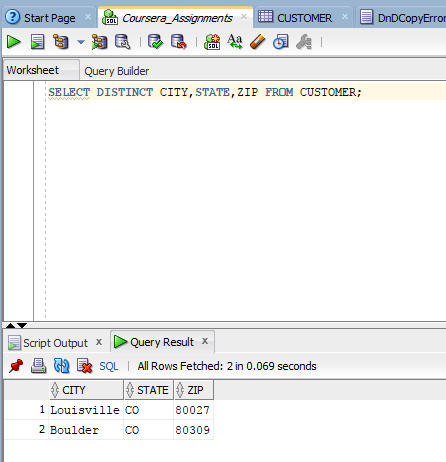 Start Page Coursera_Assignments CUSTOMER DnDCopyError
SQL Aa
Worksheet Query Builder
SELECT DISTINCT CITY,STATE,ZIP FROM CUSTOMER;
Script Output x Query Result x
SQL | All Rows Fetched: 2 in 0.069 seconds
CITY STATE ZIP
1 Louisville CO 80027
2 Boulder CO 80309